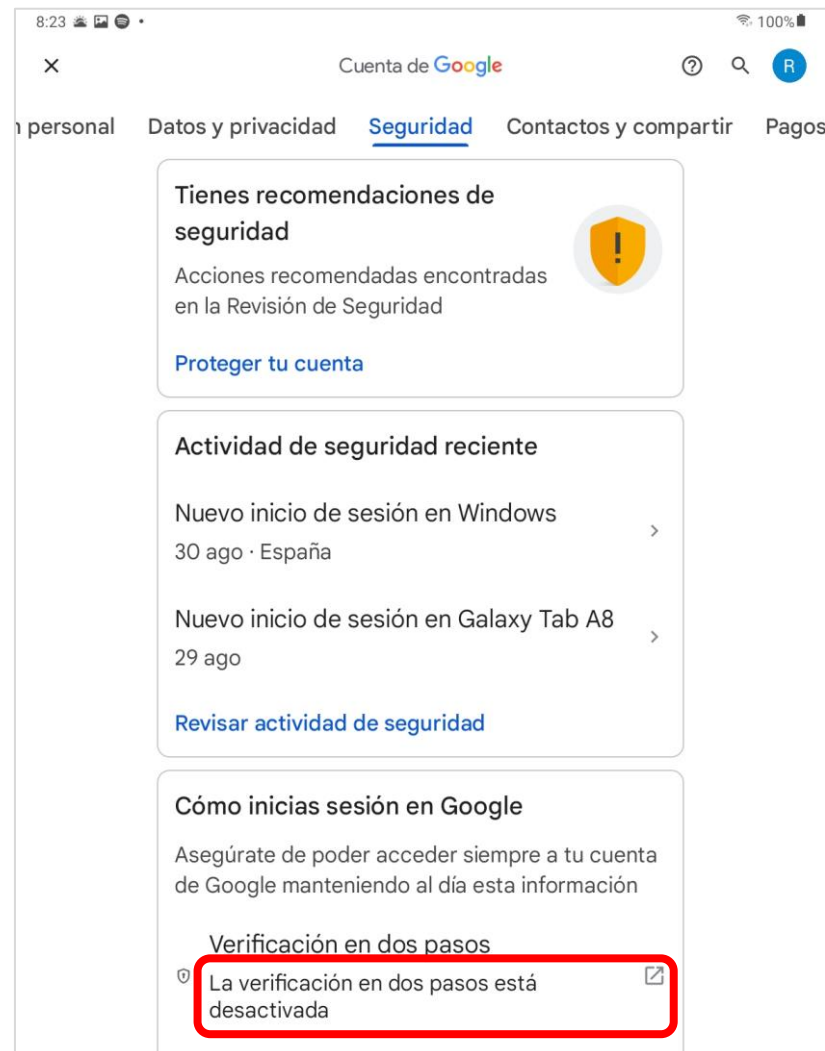 8:23 100%
Cuenta de Google R
n personal Datos y privacidad Seguridad Contactos y compartir Pagos
Tienes recomendaciones de
seguridad
Acciones recomendadas encontradas
en la Revisión de Seguridad
Proteger tu cuenta
Actividad de seguridad reciente
Nuevo inicio de sesión en Windows
30 ago · España
Nuevo inicio de sesión en Galaxy Tab A8
29 ago
Revisar actividad de seguridad
Cómo inicias sesión en Google
Asegúrate de poder acceder siempre a tu cuenta
de Google manteniendo al día esta información
Verificación en dos pasos
La verificación en dos pasos está
desactivada